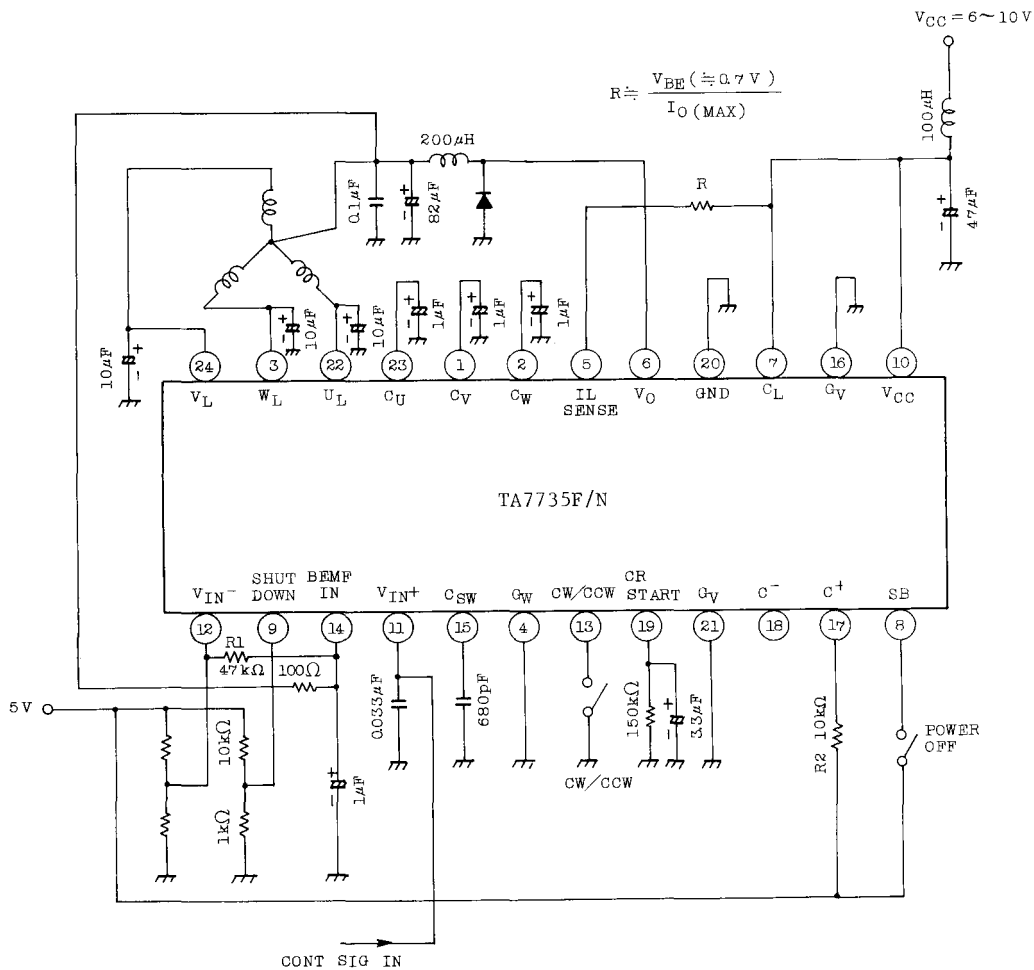 VCC=6~10V
R≒ VBE(≒0.7V) / IO(MAX)
100μH
200μH
0.1μF
82μF
R
47μF
10μF
10μF
10μF
1μF
1μF
1μF
24 3 22 23 1 2 5 6 20 7 16 10
VL WL UL CU CV CW IL SENSE VO GND CL GV VCC
TA7735F/N
VIN- SHUT DOWN BEMF IN VIN+ CSW GW CW/CCW CR START GV C- C+ SB
12 9 14 11 15 4 13 19 21 18 17 8
R1
47kΩ 100Ω
5V
10kΩ
1kΩ
1μF
0.033μF
680pF
150kΩ
3.3μF
CW/CCW
R2 10kΩ
POWER OFF
CONT SIG IN